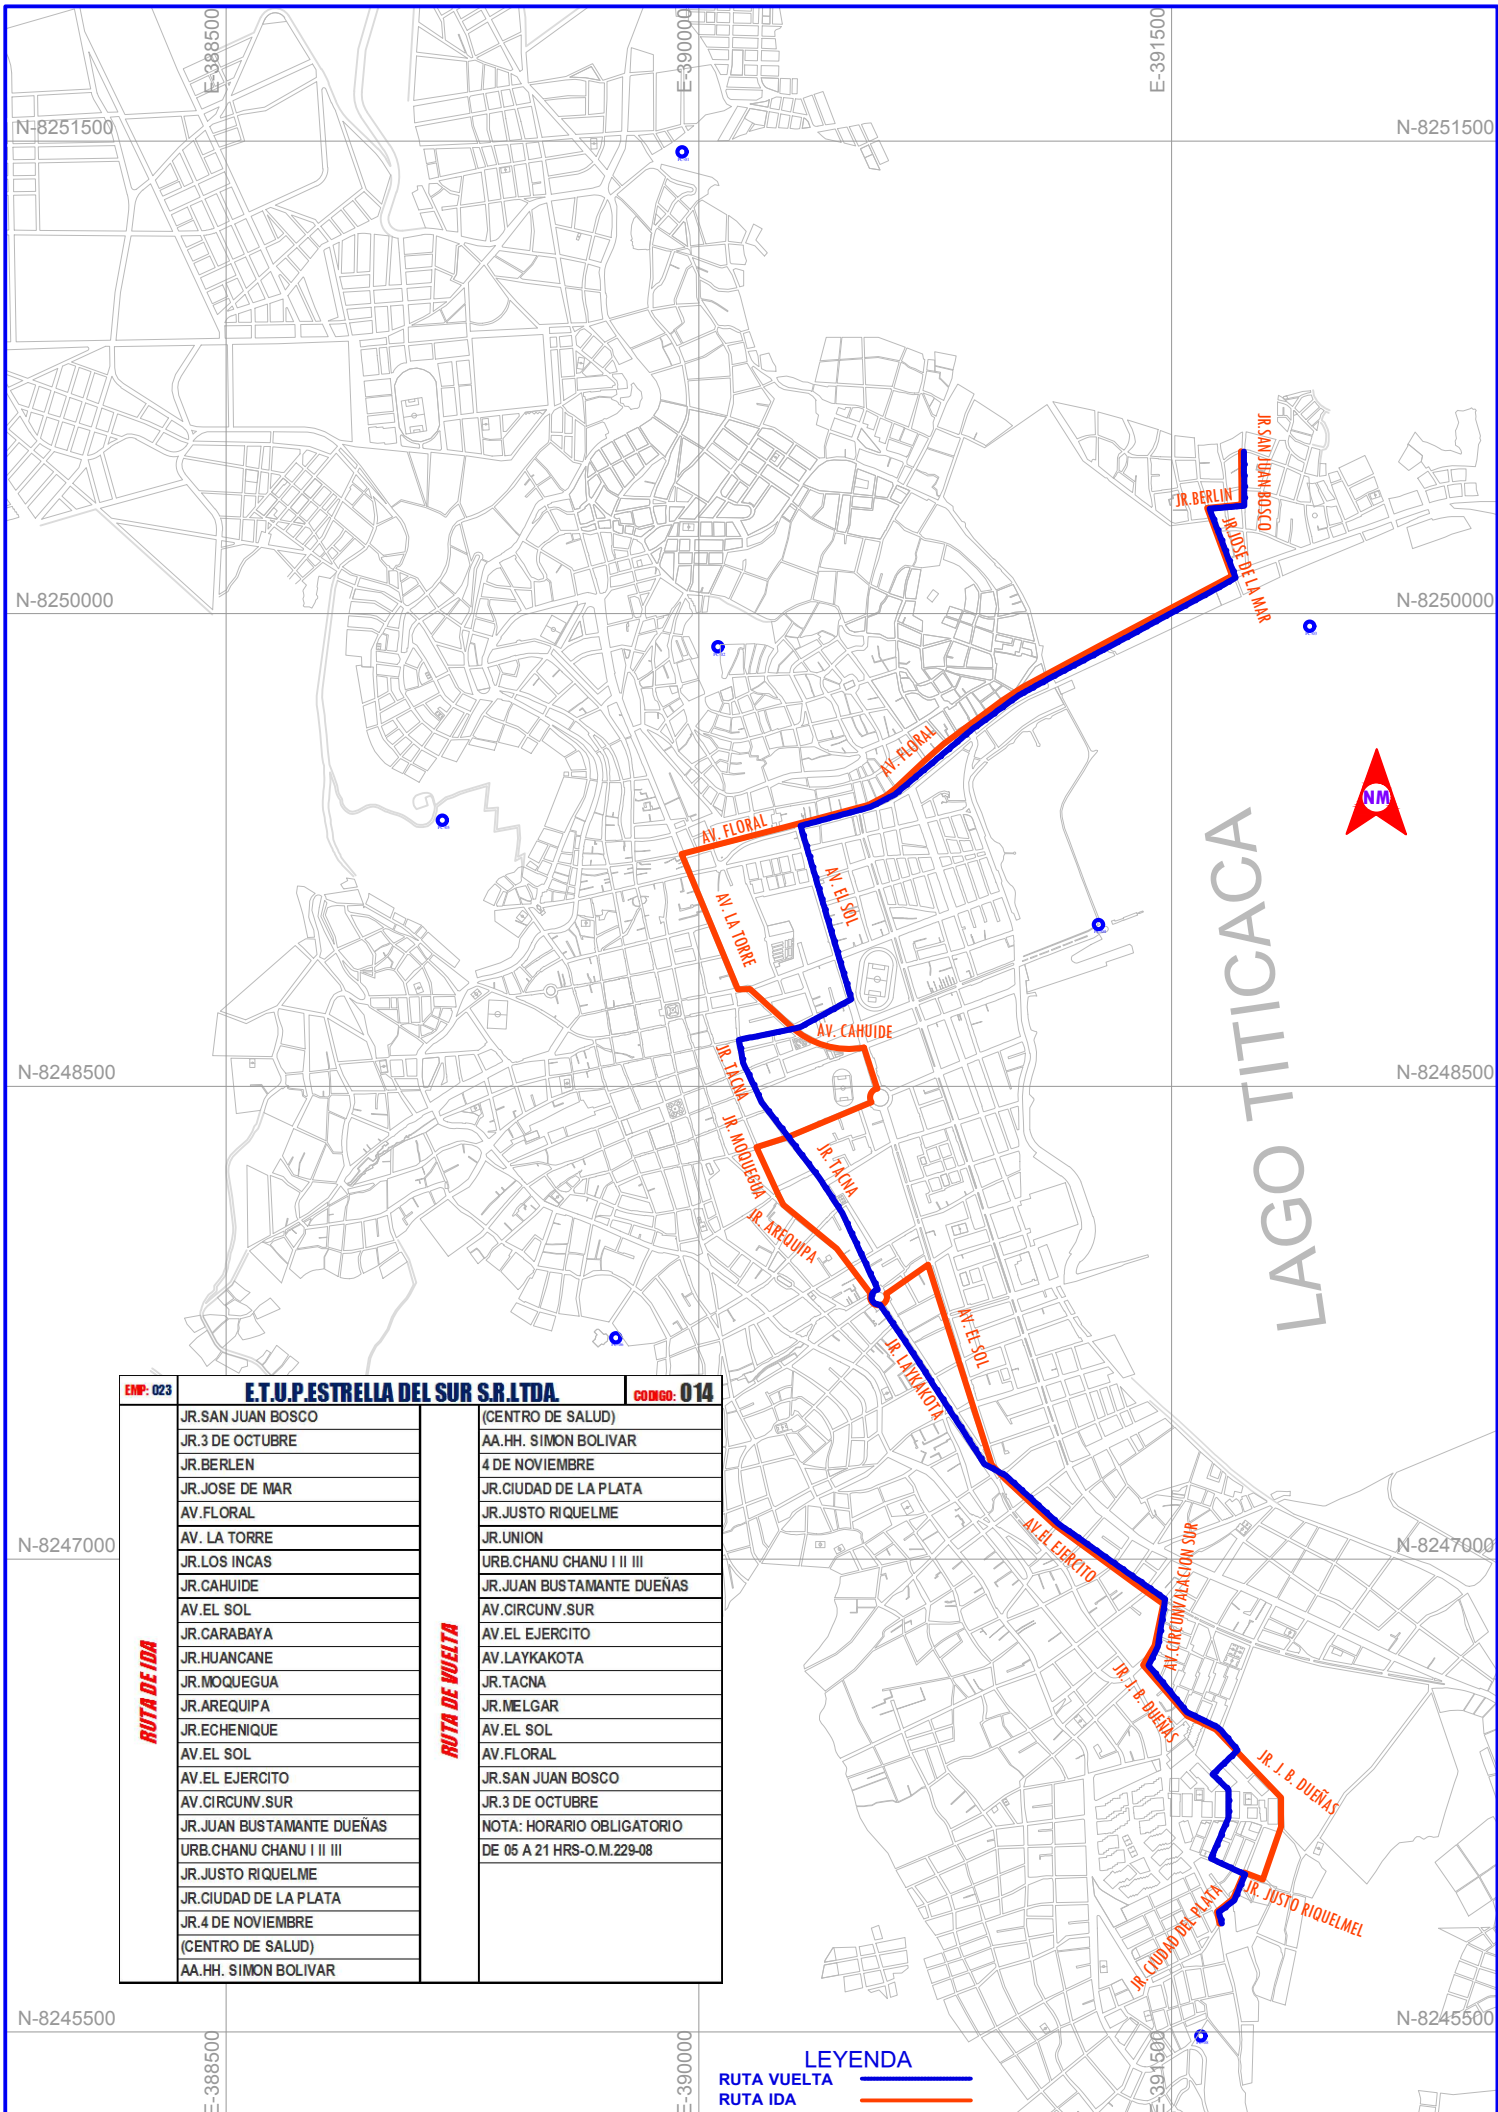 E-388500
E-390000
E-391500
N-8251500
N-8251500
JR.SAN JUAN BOSCO
JR.BERLIN
JR.JOSE DE LA MAR
N-8250000
N-8250000
AV. FLORAL
NM
AV. FLORAL
AV. EL SOL
AV. LA TORRE
LAGO TITICACA
AV. CAHUIDE
JR. TACNA
N-8248500
N-8248500
JR. MOQUEGUA
JR. TACNA
JR. AREQUIPA
AV. EL SOL
JR. LAYKAKOTA
EMP: 023
E.T.U.P.ESTRELLA DEL SUR S.R.LTDA.
CODIGO: 014
RUTA DE IDA
JR.SAN JUAN BOSCO
JR.3 DE OCTUBRE
JR.BERLEN
JR.JOSE DE MAR
AV.FLORAL
AV. LA TORRE
JR.LOS INCAS
JR.CAHUIDE
AV.EL SOL
JR.CARABAYA
JR.HUANCANE
JR.MOQUEGUA
JR.AREQUIPA
JR.ECHENIQUE
AV.EL SOL
AV.EL EJERCITO
AV.CIRCUNV.SUR
JR.JUAN BUSTAMANTE DUEÑAS
URB.CHANU CHANU I II III
JR.JUSTO RIQUELME
JR.CIUDAD DE LA PLATA
JR.4 DE NOVIEMBRE
(CENTRO DE SALUD)
AA.HH. SIMON BOLIVAR
RUTA DE VUELTA
(CENTRO DE SALUD)
AA.HH. SIMON BOLIVAR
4 DE NOVIEMBRE
JR.CIUDAD DE LA PLATA
JR.JUSTO RIQUELME
JR.UNION
URB.CHANU CHANU I II III
JR.JUAN BUSTAMANTE DUEÑAS
AV.CIRCUNV.SUR
AV.EL EJERCITO
AV.LAYKAKOTA
JR.TACNA
JR.MELGAR
AV.EL SOL
AV.FLORAL
JR.SAN JUAN BOSCO
JR.3 DE OCTUBRE
NOTA: HORARIO OBLIGATORIO
DE 05 A 21 HRS-O.M.229-08
N-8247000
N-8247000
AV.EL EJERCITO
AV.CIRCUNVALACION SUR
JR. J. B. DUEÑAS
JR. J. B. DUEÑAS
JR. JUSTO RIQUELMEL
JR. CIUDAD DEL PLATA
N-8245500
N-8245500
E-388500
E-390000
E-391500
LEYENDA
RUTA VUELTA
RUTA IDA